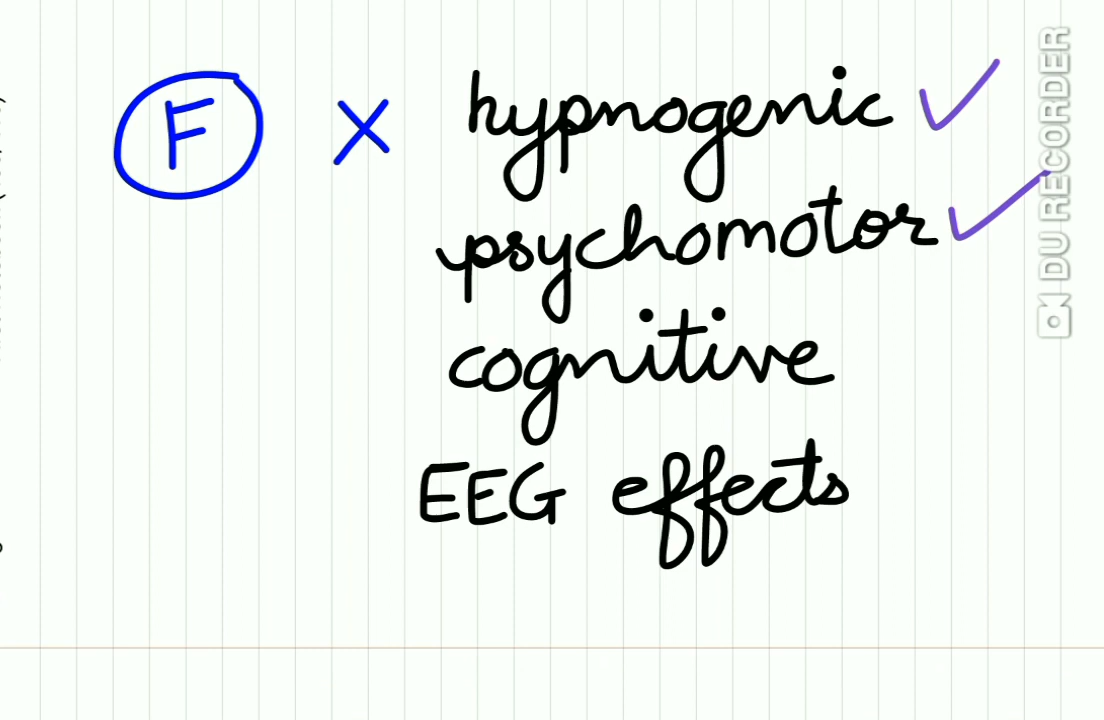 F x hypnogenic ✓
psychomotor ✓
cognitive
EEG effects
DU RECORDER